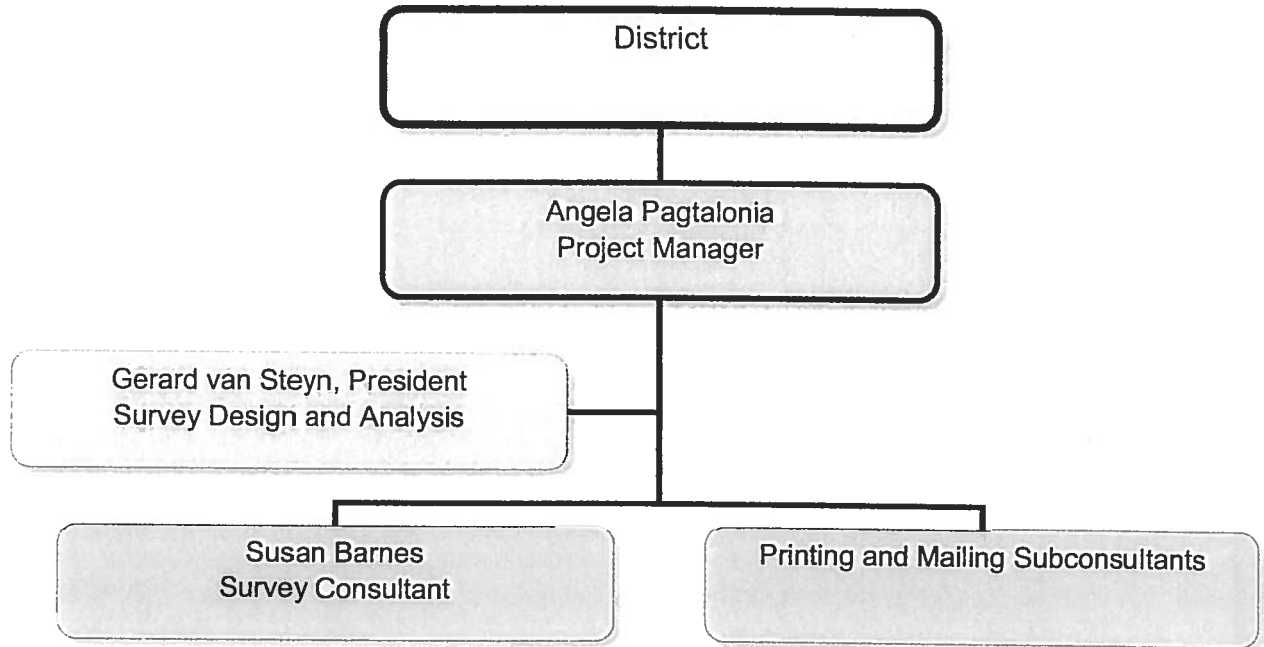 District
Angela Pagtalonia
Project Manager
Gerard van Steyn, President
Survey Design and Analysis
Susan Barnes
Survey Consultant
Printing and Mailing Subconsultants